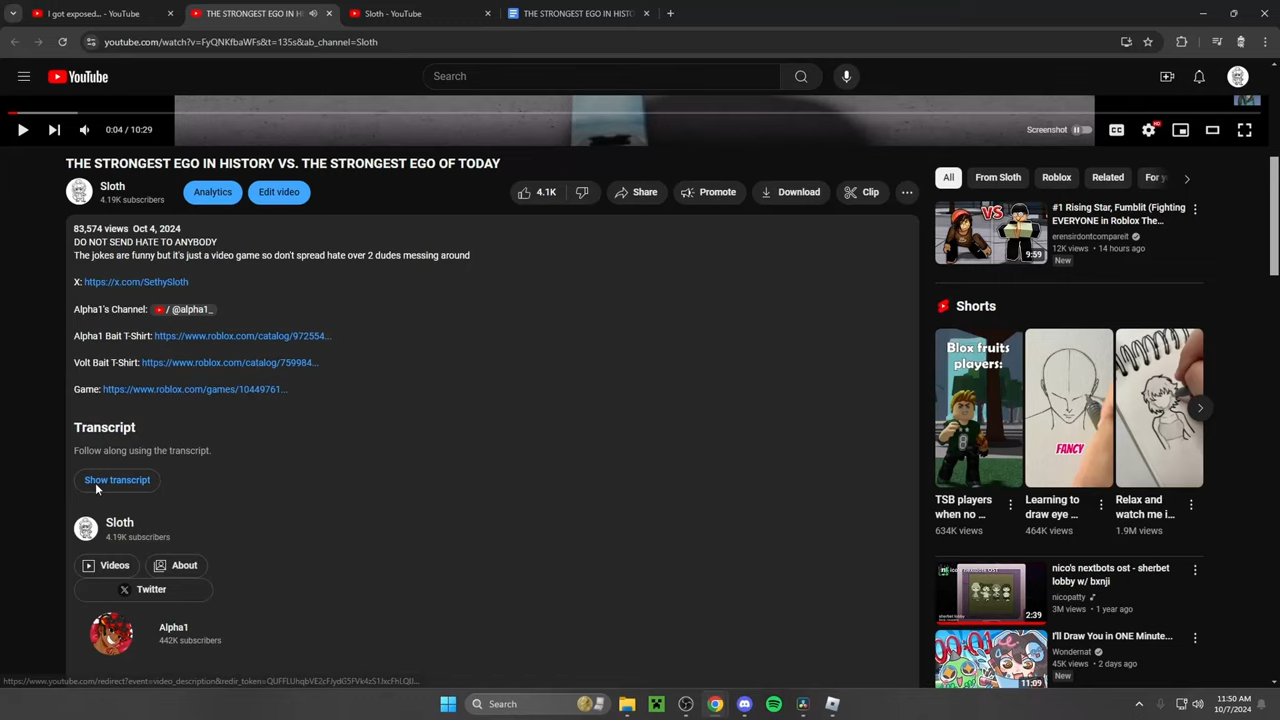 I got exposed... - YouTube
THE STRONGEST EGO IN HI
Sloth - YouTube
THE STRONGEST EGO IN HISTO
youtube.com/watch?v=FyQNKfbaWFs&t=135s&ab_channel=Sloth
YouTube
Search
0:04 / 10:29
Screenshot
CC
HD
THE STRONGEST EGO IN HISTORY VS. THE STRONGEST EGO OF TODAY
Sloth
4.19K subscribers
Analytics
Edit video
4.1K
Share
Promote
Download
Clip
83,574 views Oct 4, 2024
DO NOT SEND HATE TO ANYBODY
The jokes are funny but it's just a video game so don't spread hate over 2 dudes messing around
X: https://x.com/SethySloth
Alpha1's Channel: / @alpha1_
Alpha1 Bait T-Shirt: https://www.roblox.com/catalog/972554...
Volt Bait T-Shirt: https://www.roblox.com/catalog/759984...
Game: https://www.roblox.com/games/10449761...
Transcript
Follow along using the transcript.
Show transcript
Sloth
4.19K subscribers
Videos
About
Twitter
Alpha1
442K subscribers
All
From Sloth
Roblox
Related
For y
VS
9:59
#1 Rising Star, Fumblit (Fighting
EVERYONE in Roblox The...
erensirdontcompareit
12K views • 14 hours ago
New
Shorts
Blox fruits
players:
FANCY
TSB players
when no ...
634K views
Learning to
draw eye ...
464K views
Relax and
watch me i...
1.9M views
2:39
nico's nextbots ost - sherbet
lobby w/ bxnji
nicopatty
3M views • 1 year ago
11:09
I'll Draw You in ONE Minute...
Wondernat
45K views • 2 days ago
New
Search
11:50 AM
10/7/2024